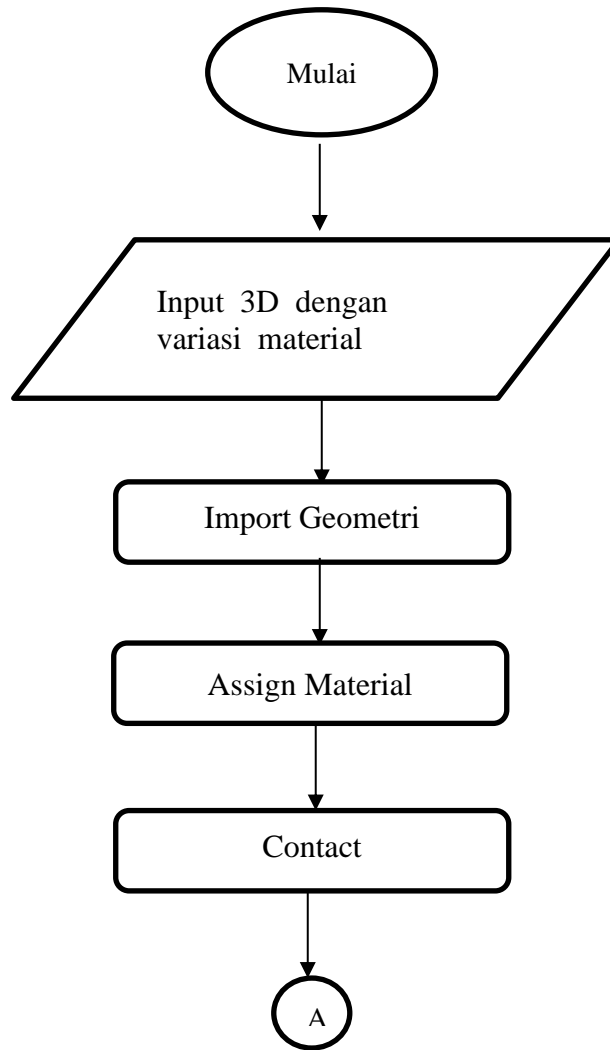 Mulai
Input 3D dengan
variasi material
Import Geometri
Assign Material
Contact
A